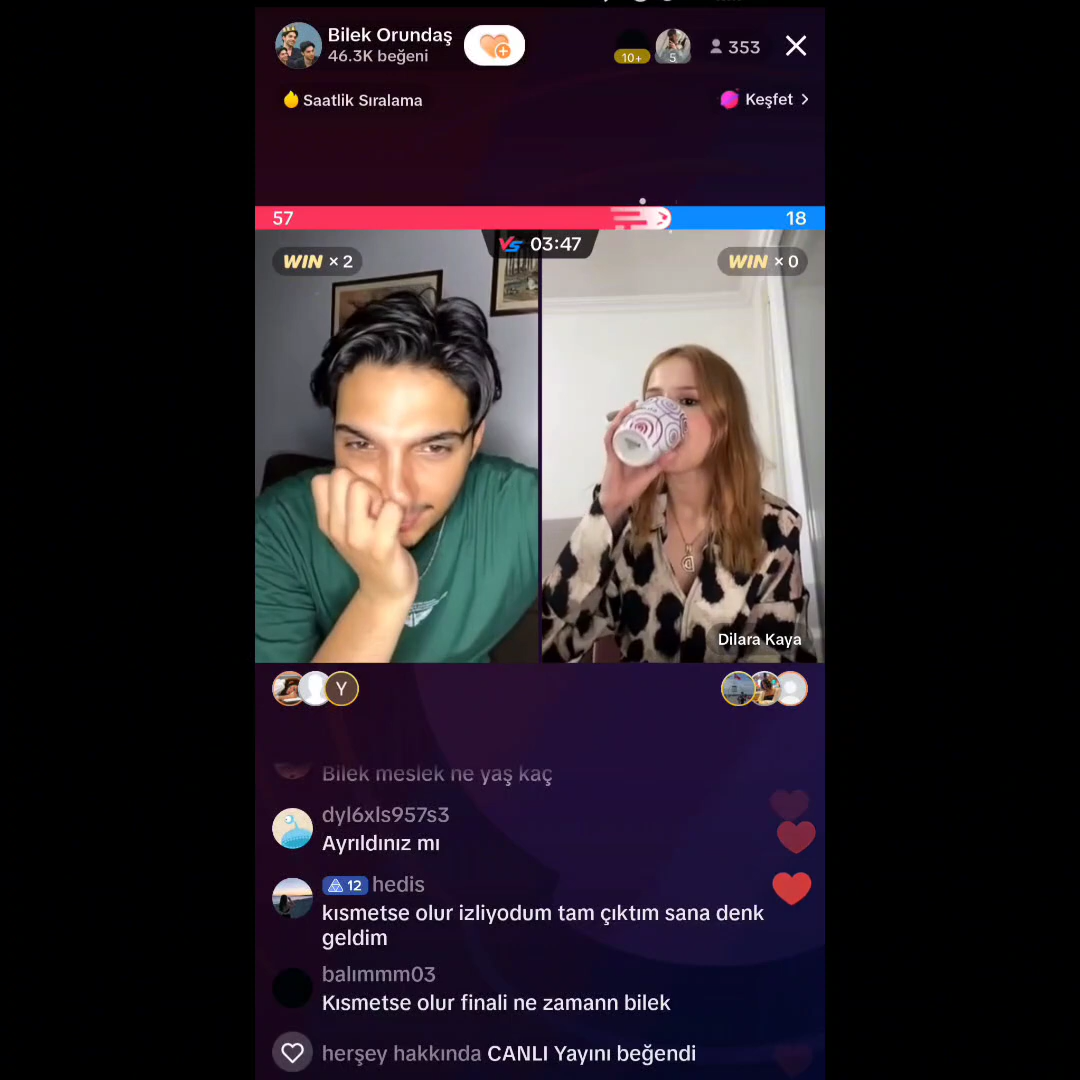 Bilek Orundaş
46.3K beğeni
10+
5
353
Saatlik Sıralama
Keşfet
57
18
VS 03:47
WIN × 2
WIN × 0
Dilara Kaya
Y
Bilek meslek ne yaş kaç
dyl6xls957s3
Ayrıldınız mı
12 hedis
kısmetse olur izliyodum tam çıktım sana denk
geldim
balımmm03
Kısmetse olur finali ne zamann bilek
herşey hakkında CANLI Yayını beğendi